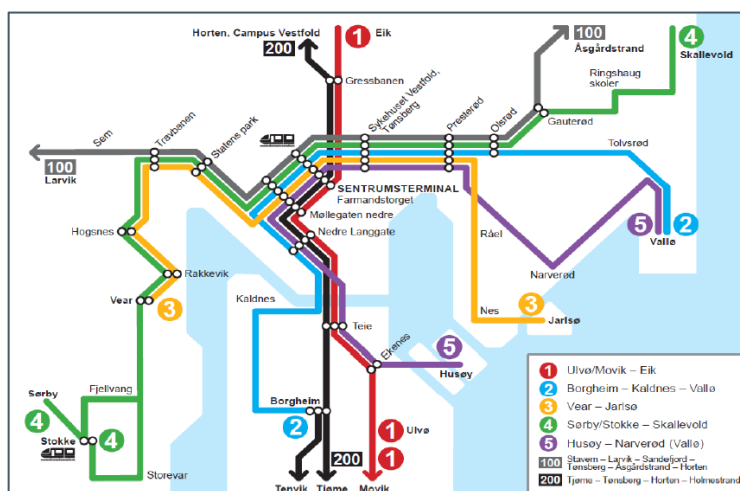 Horten, Campus Vestfold
200
1 Eik
100
Åsgårdstrand
4
Skallevold
Gressbanen
Ringshaug
skoler
Sykehuset Vestfold,
Tønsberg
Presterød
Olsrød
Gauterød
Sem
Travbanen
Slatens park
Tolvsrød
100
Larvik
SENTRUMSTERMINAL
Farmandstorget
Møllegaten nedre
Nedre Langgate
Hogsnes
Råel
5 2
Vallø
Rakkevik
Narverød
Vear
3
Kaldnes
Nes
3
Jarlsø
Teie
Ekenes
5
Husøy
Sørby
Fjellvang
4
Stokke
4
Storevar
Borgheim
2
1 Ulvø
1
200
Tenvik Tjøme Movik
1 Ulvø/Movik – Eik
2 Borgheim – Kaldnes – Vallø
3 Vear – Jarlsø
4 Sørby/Stokke – Skallevold
5 Husøy – Narverød (Vallø)
100 Stavern – Larvik – Sandefjord –
Tønsberg – Åsgårdstrand – Horten
200 Tjøme – Tønsberg – Horten – Holmestrand